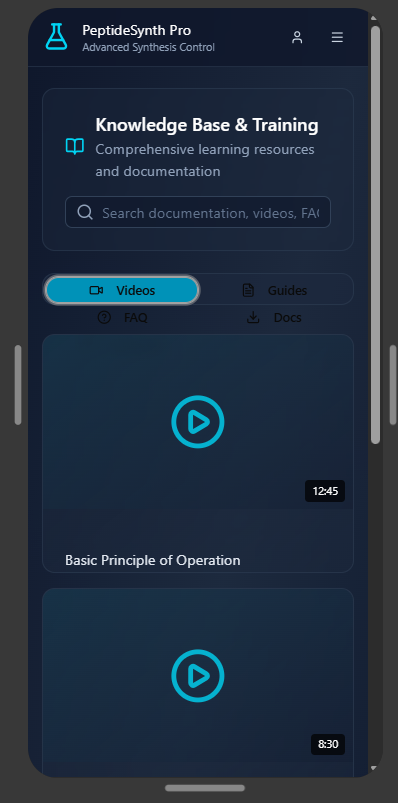 PeptideSynth Pro
Advanced Synthesis Control
Knowledge Base & Training
Comprehensive learning resources
and documentation
Search documentation, videos, FA
Videos
Guides
FAQ
Docs
12:45
Basic Principle of Operation
8:30